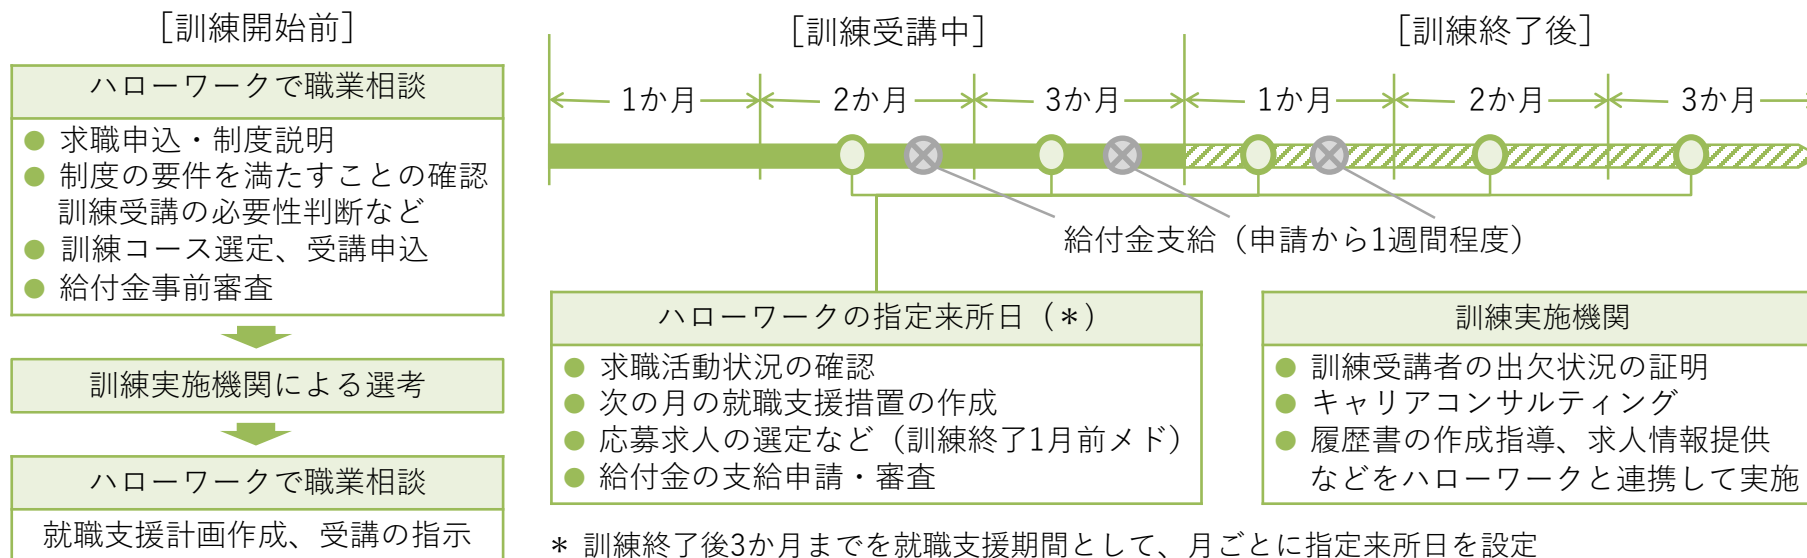 ［訓練開始前］
ハローワークで職業相談
● 求職申込・制度説明
● 制度の要件を満たすことの確認
訓練受講の必要性判断など
● 訓練コース選定、受講申込
● 給付金事前審査
訓練実施機関による選考
ハローワークで職業相談
就職支援計画作成、受講の指示
［訓練受講中］
［訓練終了後］
1か月
2か月
3か月
1か月
2か月
3か月
給付金支給（申請から1週間程度）
ハローワークの指定来所日（＊）
● 求職活動状況の確認
● 次の月の就職支援措置の作成
● 応募求人の選定など（訓練終了1月前メド）
● 給付金の支給申請・審査
訓練実施機関
● 訓練受講者の出欠状況の証明
● キャリアコンサルティング
● 履歴書の作成指導、求人情報提供
などをハローワークと連携して実施
＊ 訓練終了後3か月までを就職支援期間として、月ごとに指定来所日を設定